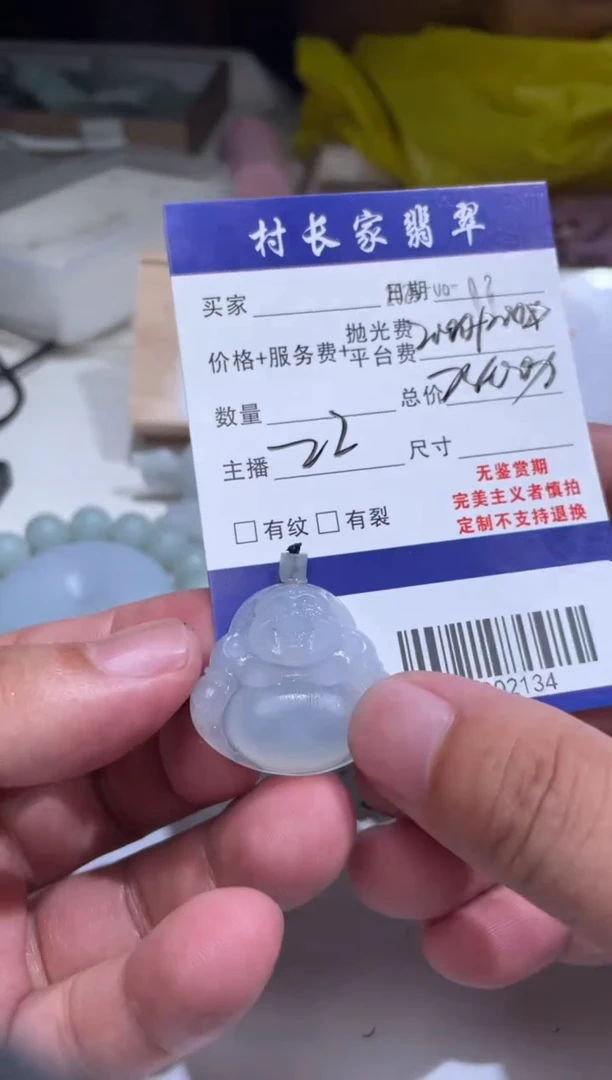 村长家翡翠
买家
日期
价格+服务费+
抛光费
平台费
总价
数量
主播 22
尺寸
□有纹 □有裂
无鉴赏期
完美主义者慎拍
定制不支持退换
02134